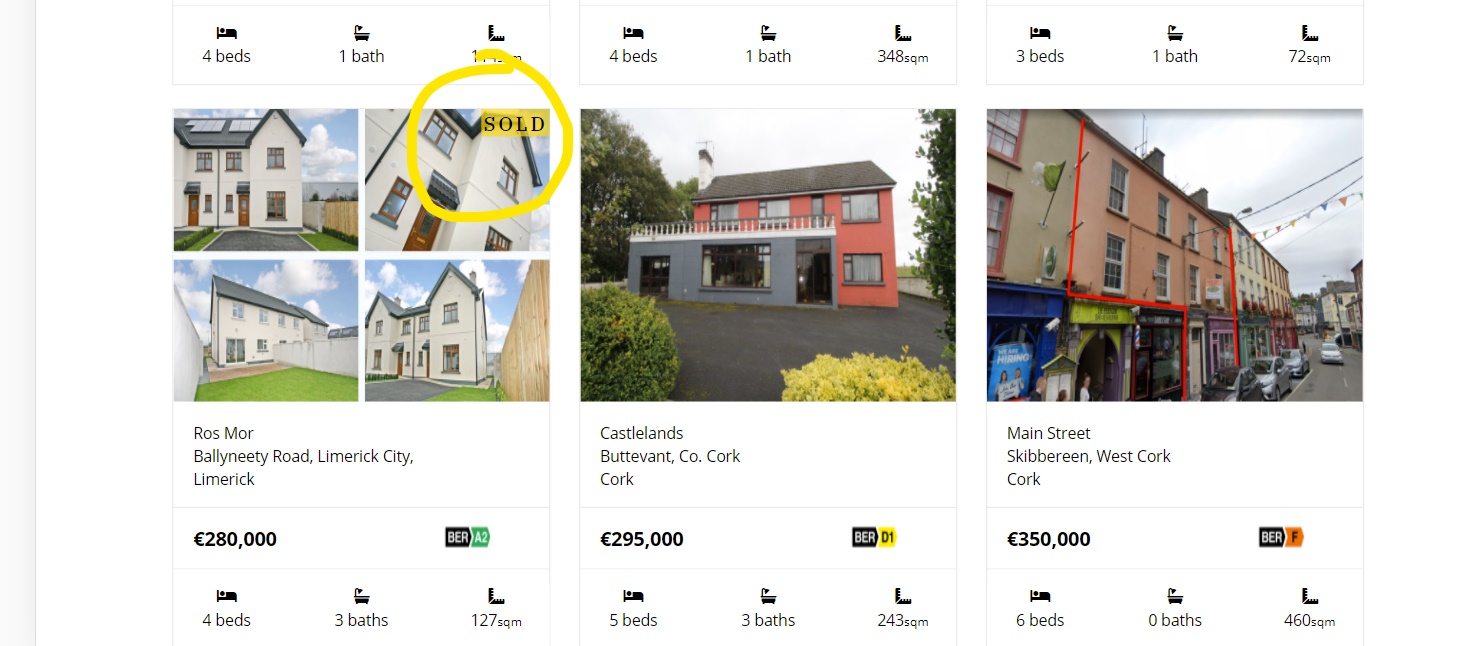 4 beds
1 bath
4 beds
1 bath
348sqm
3 beds
1 bath
72sqm
SOLD
WE ARE
HIRING
Ros Mor
Ballyneety Road, Limerick City,
Limerick
Castlelands
Buttevant, Co. Cork
Cork
Main Street
Skibbereen, West Cork
Cork
€280,000
BER A2
€295,000
BER D1
€350,000
BER F
4 beds
3 baths
127sqm
5 beds
3 baths
243sqm
6 beds
0 baths
460sqm